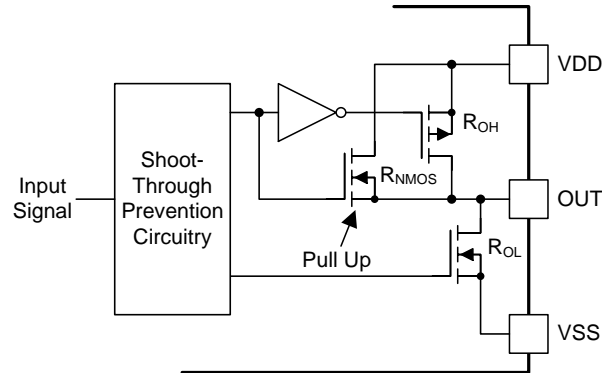 VDD
R_OH
Shoot-
Through
Prevention
Circuitry
R_NMOS
Input
Signal
OUT
Pull Up
R_OL
VSS